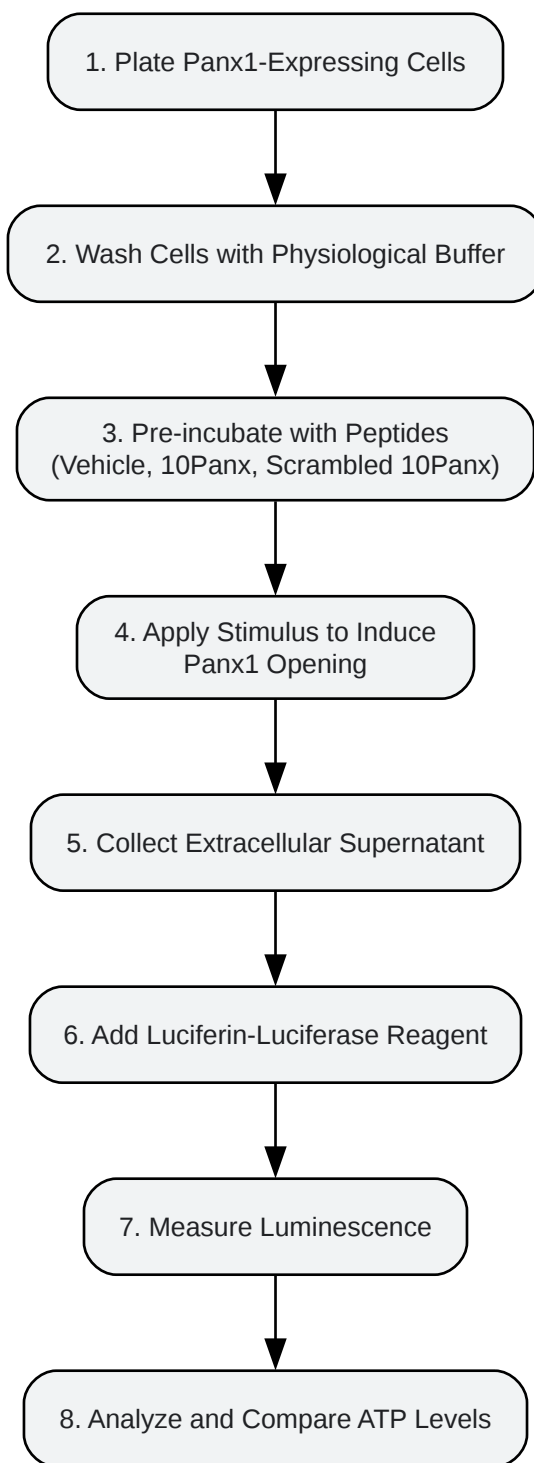 1. Plate Panx1-Expressing Cells
2. Wash Cells with Physiological Buffer
3. Pre-incubate with Peptides
(Vehicle, 10Panx, Scrambled 10Panx)
4. Apply Stimulus to Induce
Panx1 Opening
5. Collect Extracellular Supernatant
6. Add Luciferin-Luciferase Reagent
7. Measure Luminescence
8. Analyze and Compare ATP Levels